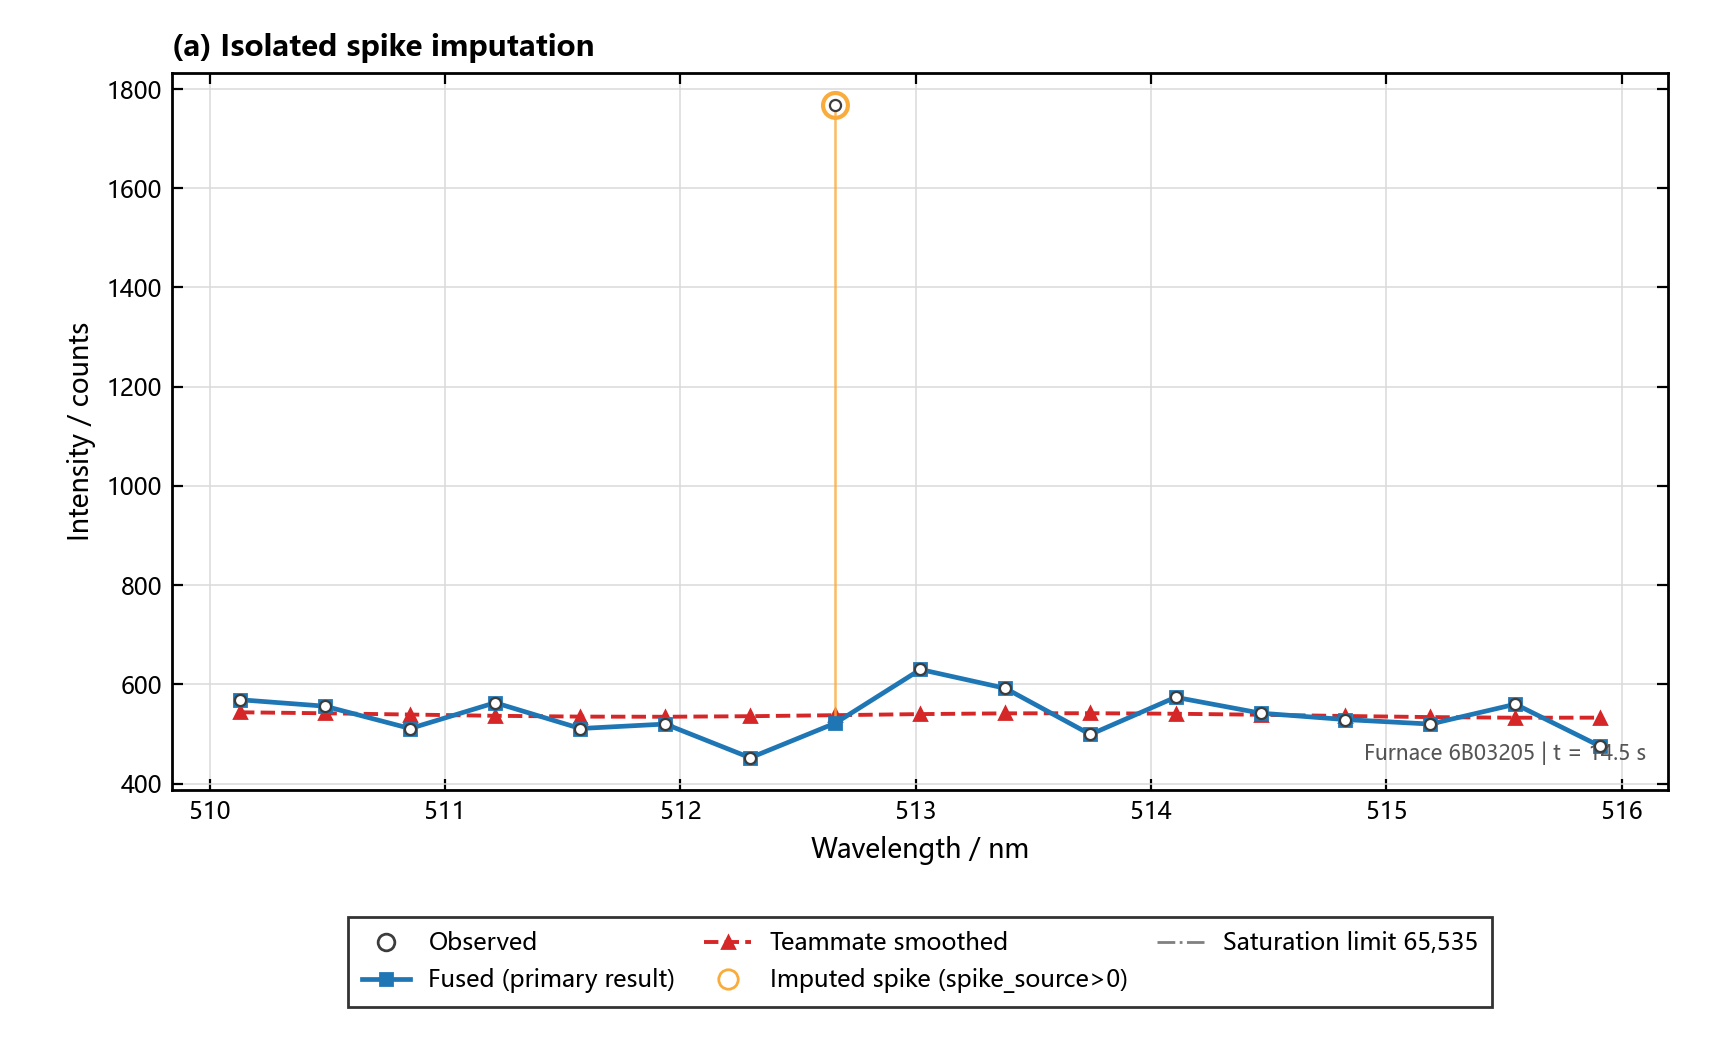 (a) Isolated spike imputation
1800
1600
1400
1200
1000
800
600
400
Intensity / counts
Furnace 6B03205 | t = 14.5 s
510 511 512 513 514 515 516
Wavelength / nm
Observed Teammate smoothed Saturation limit 65,535
Fused (primary result) Imputed spike (spike_source>0)